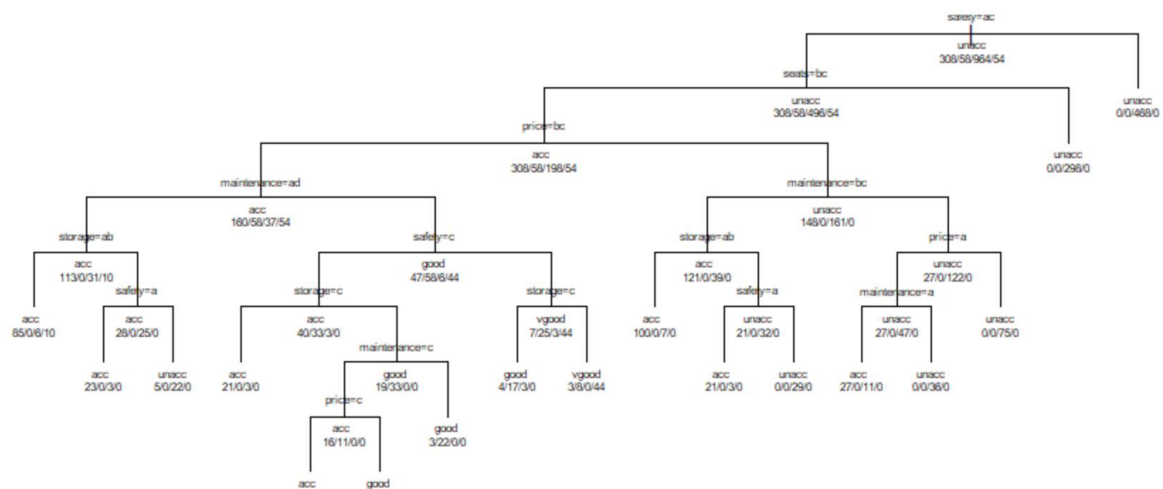 safety=ac
unacc
308/58/964/54
seats=bc
unacc
308/58/496/54
unacc
0/0/468/0
price=bc
acc
308/58/198/54
unacc
0/0/298/0
maintenance=ad
acc
160/58/37/54
maintenance=bc
unacc
148/0/161/0
storage=ab
acc
113/0/31/10
safety=c
good
47/58/6/44
storage=ab
acc
121/0/39/0
price=a
unacc
27/0/122/0
acc
85/0/6/10
safety=a
acc
28/0/25/0
storage=c
acc
40/33/3/0
storage=c
vgood
7/25/3/44
acc
100/0/7/0
safety=a
unacc
21/0/32/0
maintenance=a
unacc
27/0/47/0
unacc
0/0/75/0
acc
23/0/3/0
unacc
5/0/22/0
acc
21/0/3/0
maintenance=c
good
19/33/0/0
good
4/17/3/0
vgood
3/8/0/44
acc
21/0/3/0
unacc
0/0/29/0
acc
27/0/11/0
unacc
0/0/36/0
price=c
acc
16/11/0/0
good
3/22/0/0
acc
good